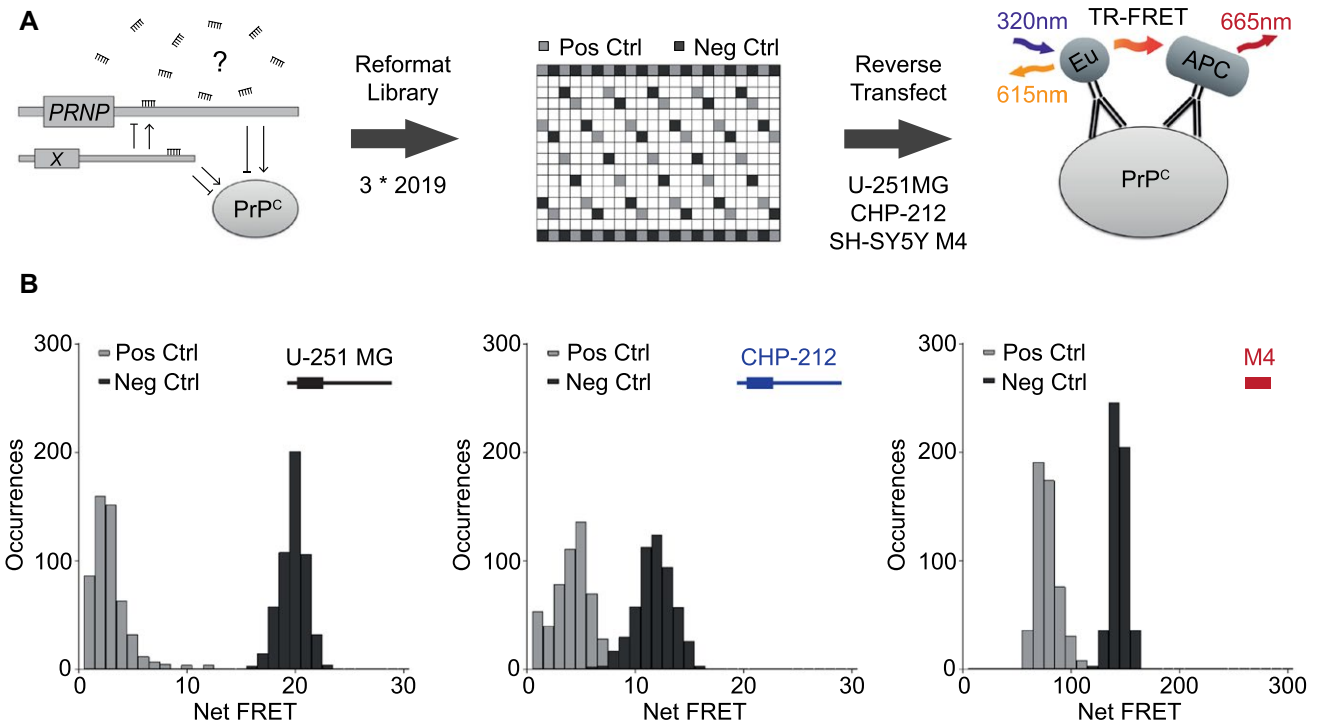 A
?
PRNP
X
PrPC
Reformat
Library
3 * 2019
Pos Ctrl
Neg Ctrl
Reverse
Transfect
U-251MG
CHP-212
SH-SY5Y M4
320nm
TR-FRET
665nm
Eu
APC
615nm
PrPC
B
300
200
100
0
Occurrences
Pos Ctrl
Neg Ctrl
U-251 MG
0
10
20
30
Net FRET
300
200
100
0
Occurrences
Pos Ctrl
Neg Ctrl
CHP-212
0
10
20
30
Net FRET
300
200
100
0
Occurrences
Pos Ctrl
Neg Ctrl
M4
0
100
200
300
Net FRET